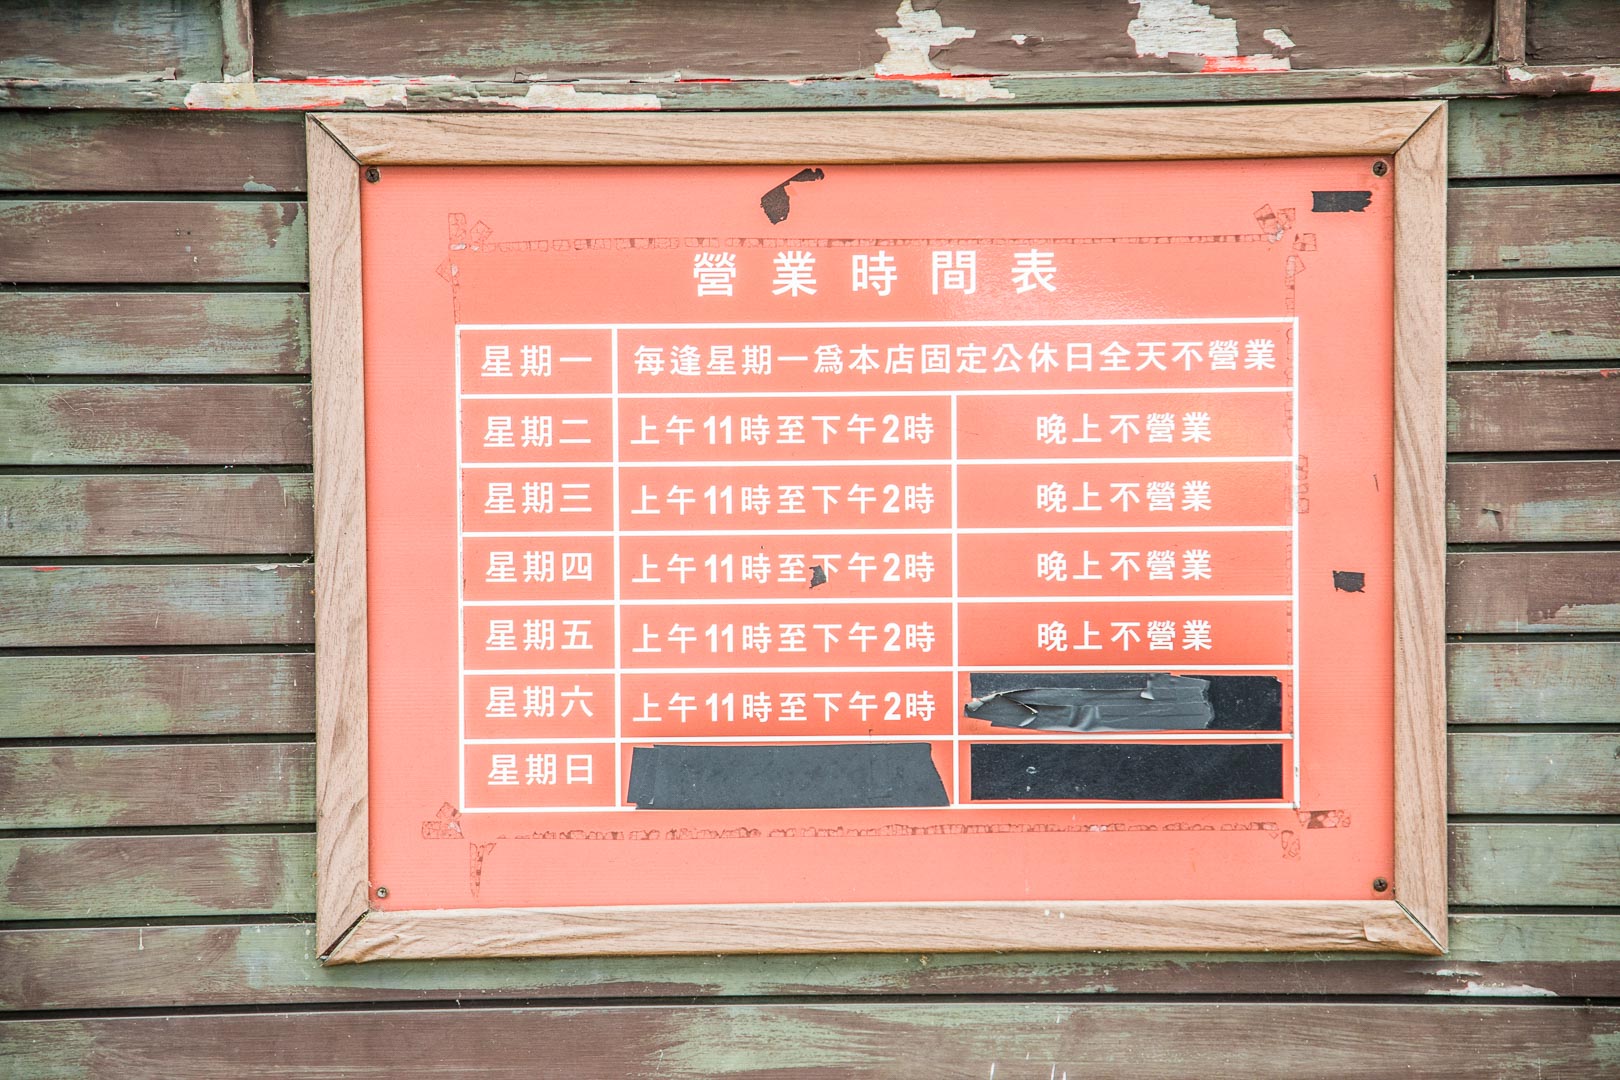 營業時間表
星期一 每逢星期一爲本店固定公休日全天不營業
星期二 上午11時至下午2時 晚上不營業
星期三 上午11時至下午2時 晚上不營業
星期四 上午11時至下午2時 晚上不營業
星期五 上午11時至下午2時 晚上不營業
星期六 上午11時至下午2時
星期日